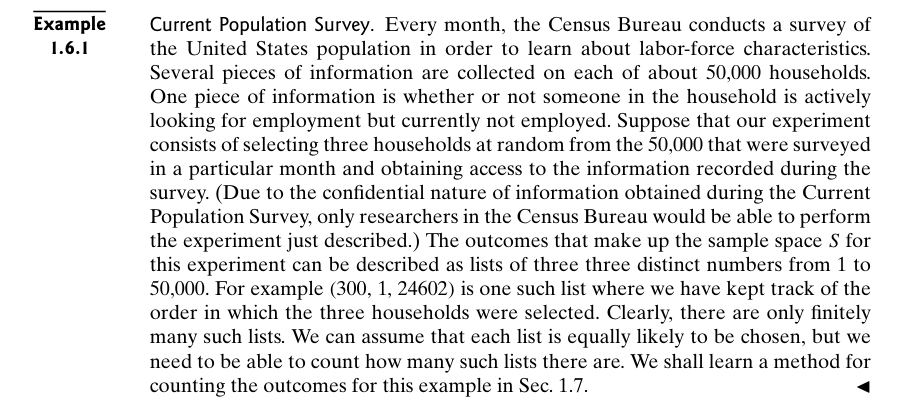 Example
1.6.1
Current Population Survey. Every month, the Census Bureau conducts a survey of
the United States population in order to learn about labor-force characteristics.
Several pieces of information are collected on each of about 50,000 households.
One piece of information is whether or not someone in the household is actively
looking for employment but currently not employed. Suppose that our experiment
consists of selecting three households at random from the 50,000 that were surveyed
in a particular month and obtaining access to the information recorded during the
survey. (Due to the confidential nature of information obtained during the Current
Population Survey, only researchers in the Census Bureau would be able to perform
the experiment just described.) The outcomes that make up the sample space S for
this experiment can be described as lists of three three distinct numbers from 1 to
50,000. For example (300, 1, 24602) is one such list where we have kept track of the
order in which the three households were selected. Clearly, there are only finitely
many such lists. We can assume that each list is equally likely to be chosen, but we
need to be able to count how many such lists there are. We shall learn a method for
counting the outcomes for this example in Sec. 1.7. ◄